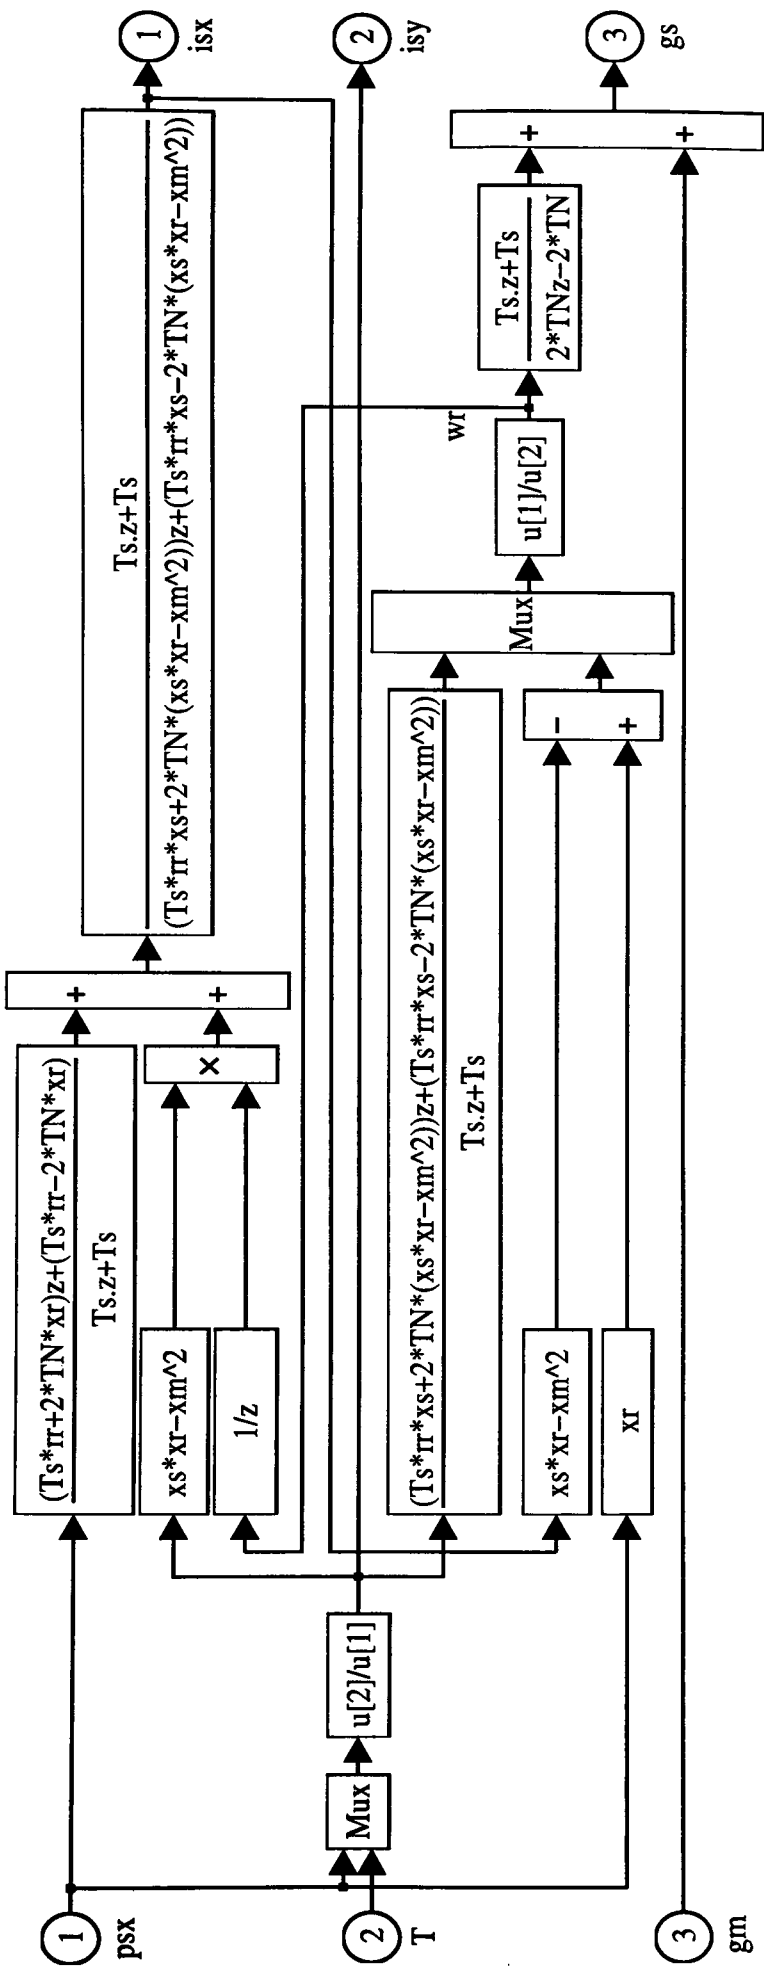 1
psx
2
T
3
gm
Mux
u[2]/u[1]
(Ts*rr+2*TN*xr)z+(Ts*rr-2*TN*xr)
Ts.z+Ts
xs*xr-xm^2
1/z
×
+
+
Ts.z+Ts
(Ts*rr*xs+2*TN*(xs*xr-xm^2))z+(Ts*rr*xs-2*TN*(xs*xr-xm^2))
1
isx
2
isy
(Ts*rr*xs+2*TN*(xs*xr-xm^2))z+(Ts*rr*xs-2*TN*(xs*xr-xm^2))
Ts.z+Ts
xs*xr-xm^2
xr
-
+
Mux
u[1]/u[2]
wr
Ts.z+Ts
2*TNz-2*TN
+
+
3
gs